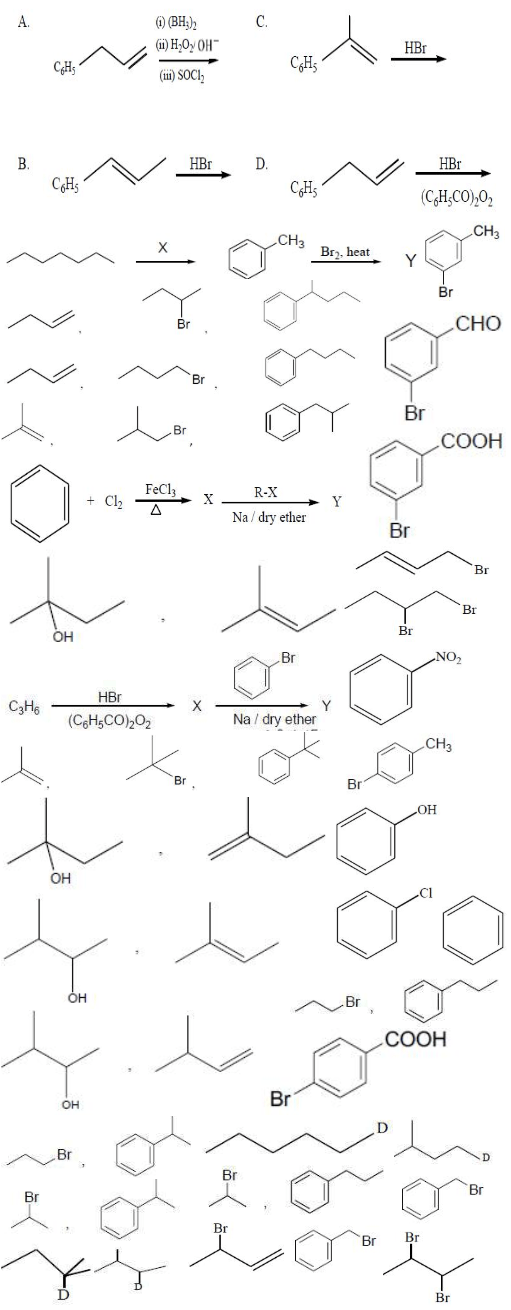 A.
(i) (BH₃)₂
(ii) H₂O₂/ OH⁻
(iii) SOCl₂
C₆H₅
C.
C₆H₅
HBr
B.
C₆H₅
HBr
D.
C₆H₅
HBr
(C₆H₅CO)₂O₂
X
CH₃
Br₂, heat
Y
CH₃
Br
,
Br
,
CHO
Br
,
Br
,
,
Br
,
COOH
Br
+ Cl₂
FeCl₃
Δ
X
R-X
Na / dry ether
Y
Br
OH
,
Br
Br
C₃H₆
HBr
(C₆H₅CO)₂O₂
X
Br
Na / dry ether
Y
NO₂
,
Br
,
CH₃
Br
OH
,
OH
OH
,
Cl
Br
,
OH
,
COOH
Br
Br
,
D
D
Br
,
Br
,
Br
D
D
Br
Br
Br
Br